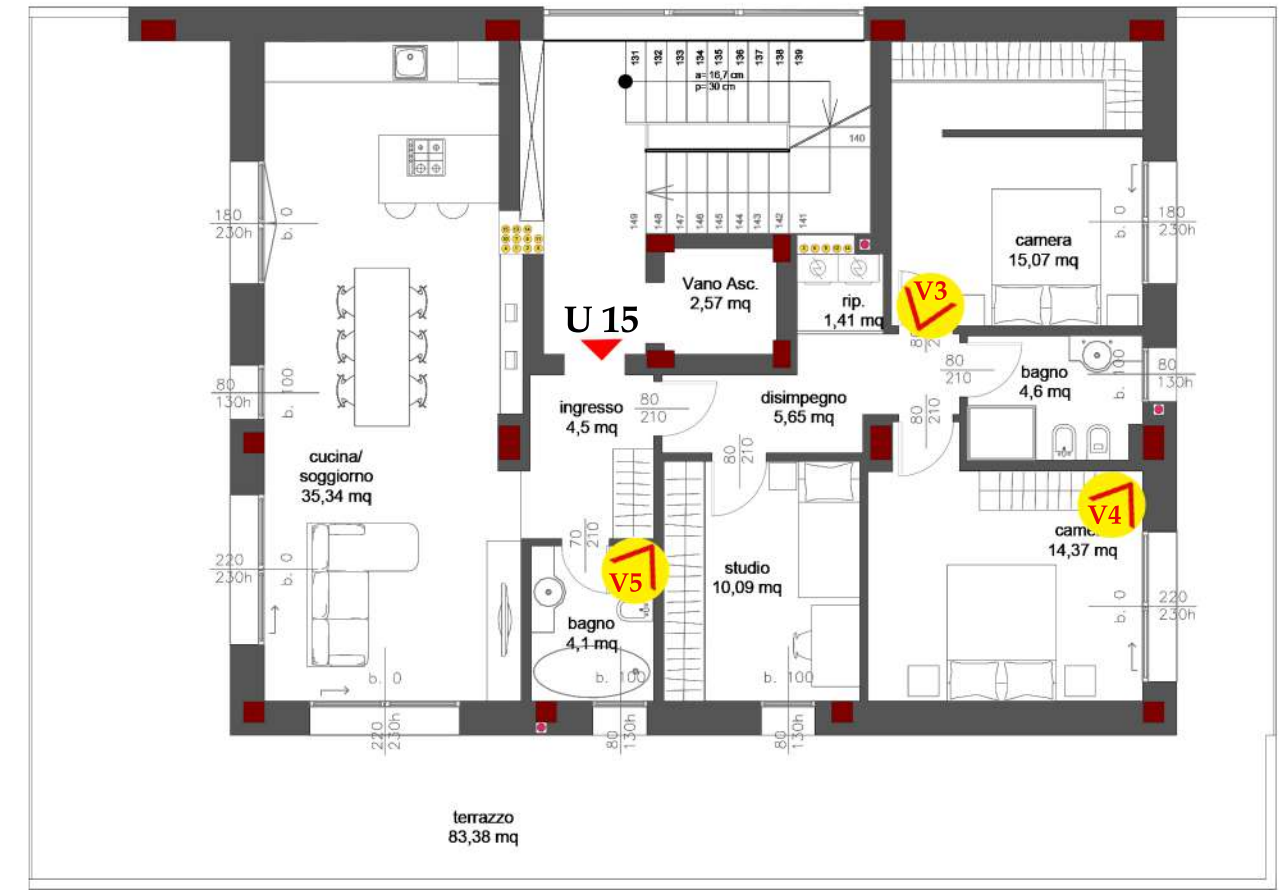 131 132 133 134 135 136 137 138 139
a= 16,7 cm
p= 30 cm
140
149 148 147 146 145 144 143 142 141
180
230h
b. 0
camera
15,07 mq
b. 0
180
230h
Vano Asc.
2,57 mq
rip.
1,41 mq
V3
U 15
80
210
80
130h
b. 100
ingresso
4,5 mq
80
210
disimpegno
5,65 mq
80
210
bagno
4,6 mq
b. 100
80
130h
80
210
80
210
cucina/
soggiorno
35,34 mq
V4
14,37 mq
220
230h
b. 0
70
210
V5
studio
10,09 mq
bagno
4,1 mq
b. 0
220
230h
b. 0
b. 100
b. 100
220
230h
80
130h
80
130h
terrazzo
83,38 mq